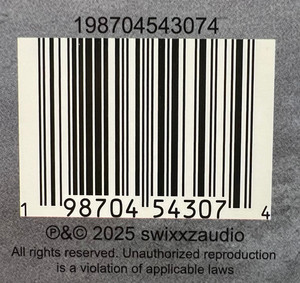 198704543074
1 98704 54307 4
℗&© 2025 swixxzaudio
All rights reserved. Unauthorized reproduction
is a violation of applicable laws